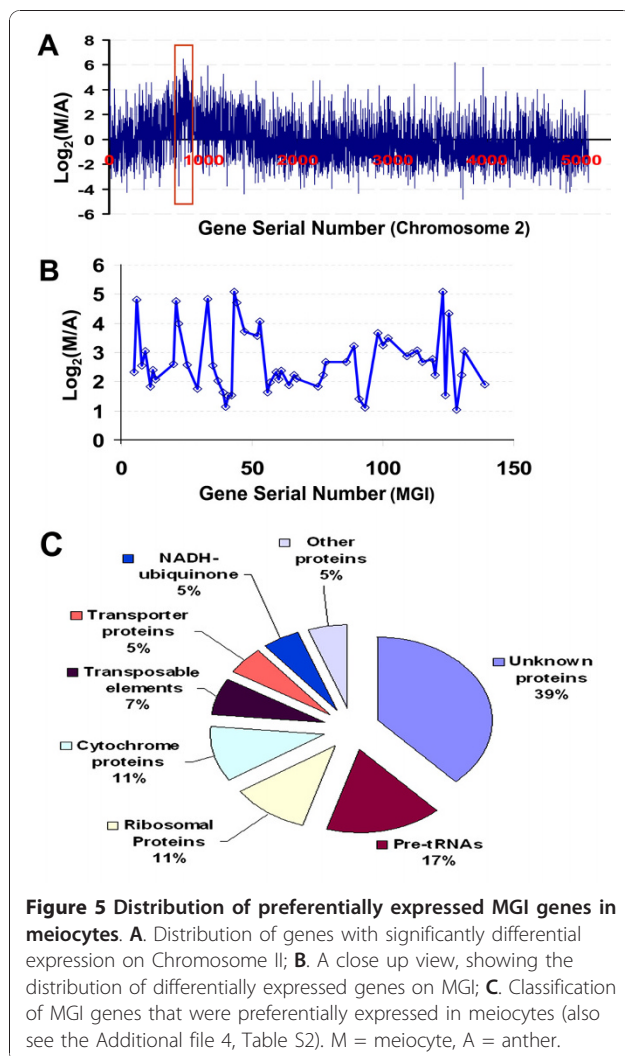 A
8
6
4
2
0
-2
-4
-6
Log2(M/A)
0 1000 2000 3000 4000 5000
Gene Serial Number (Chromosome 2)
B
6
5
4
3
2
1
0
Log2(M/A)
0 50 100 150
Gene Serial Number (MGI)
C
NADH-
ubiquinone
5%
Other
proteins
5%
Transporter
proteins
5%
Transposable
elements
7%
Unknown
proteins
39%
Cytochrome
proteins
11%
Ribosomal
Proteins
11%
Pre-tRNAs
17%
Figure 5 Distribution of preferentially expressed MGI genes in
meiocytes. A. Distribution of genes with significantly differential
expression on Chromosome II; B. A close up view, showing the
distribution of differentially expressed genes on MGI; C. Classification
of MGI genes that were preferentially expressed in meiocytes (also
see the Additional file 4, Table S2). M = meiocyte, A = anther.